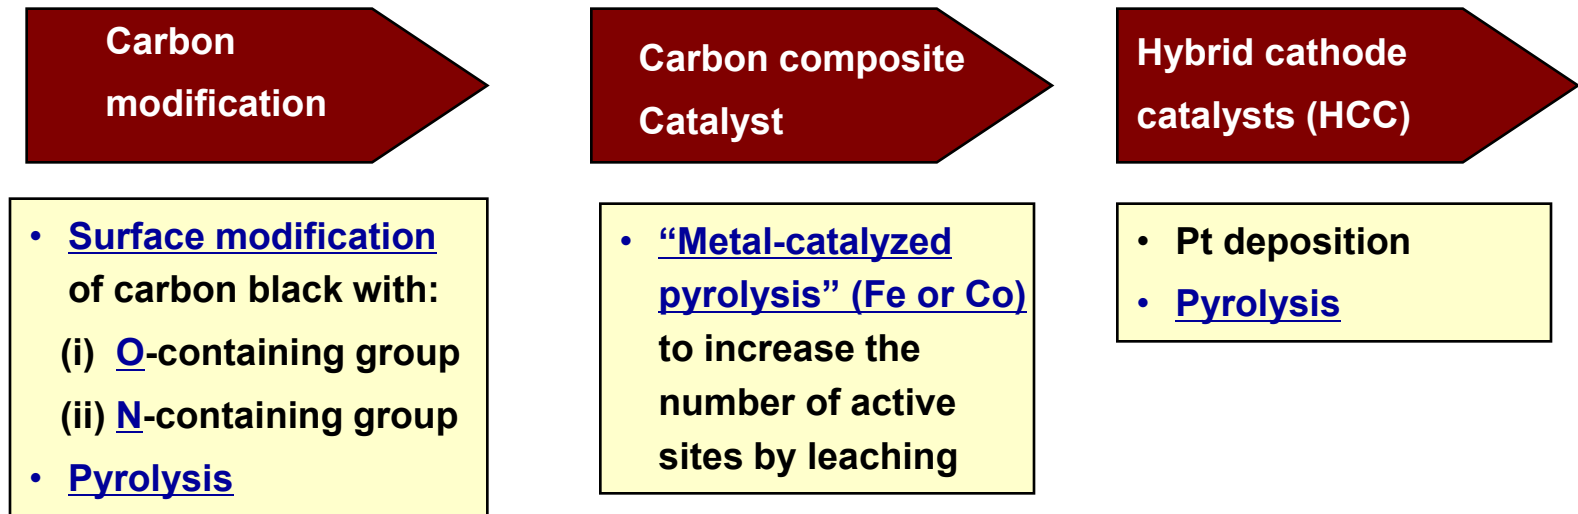 Carbon
modification
• Surface modification
of carbon black with:
(i) O-containing group
(ii) N-containing group
• Pyrolysis
Carbon composite
Catalyst
• “Metal-catalyzed
pyrolysis” (Fe or Co)
to increase the
number of active
sites by leaching
Hybrid cathode
catalysts (HCC)
• Pt deposition
• Pyrolysis